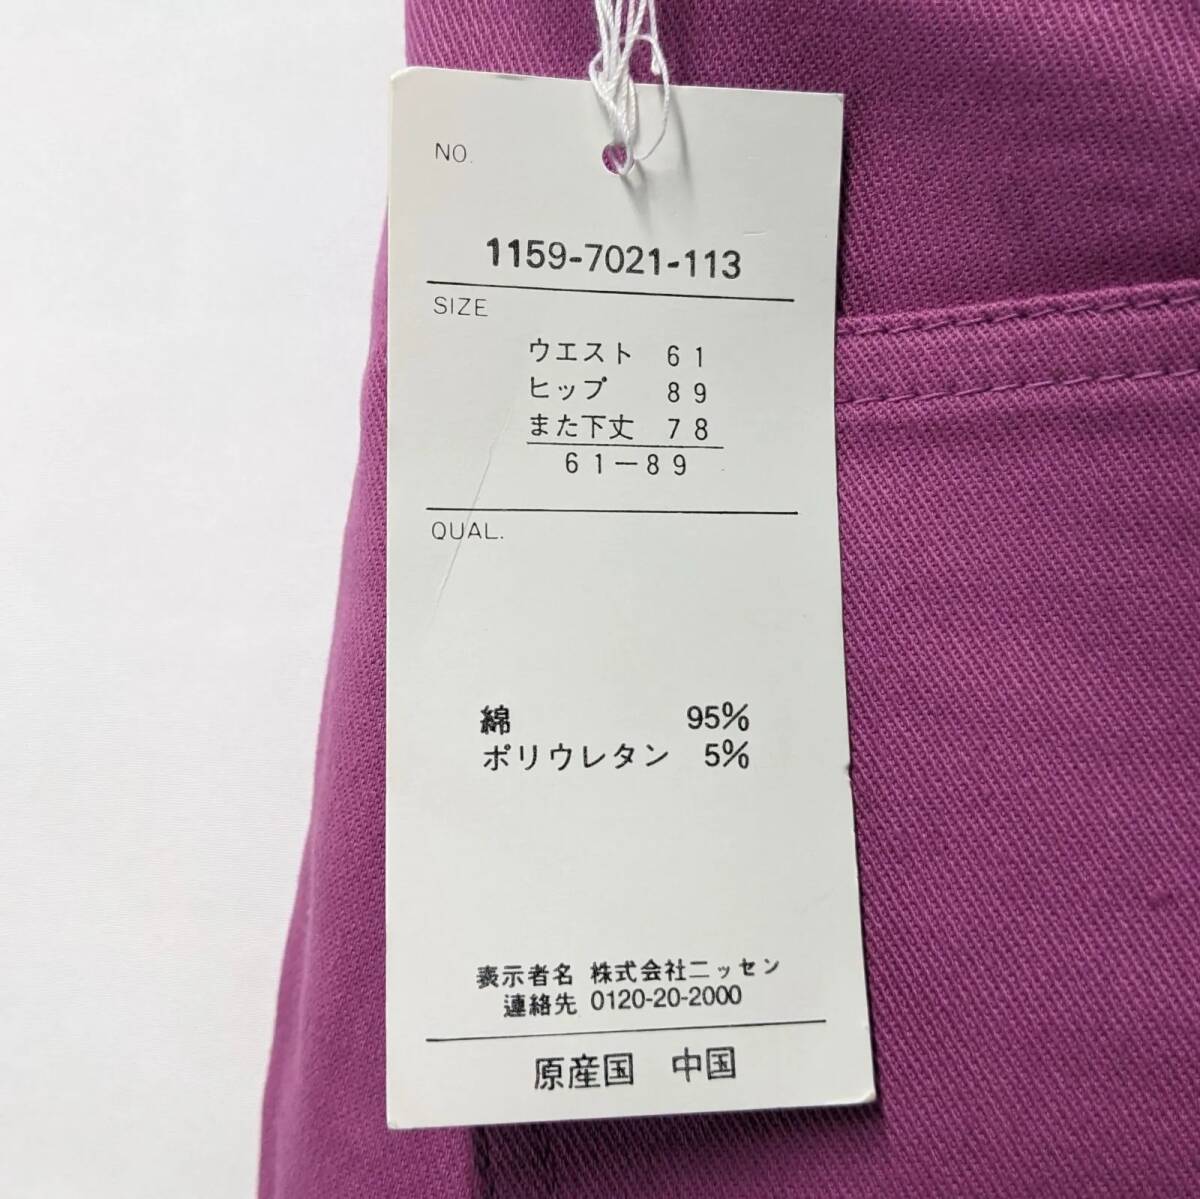 NO.
1159-7021-113
SIZE
ウエスト 61
ヒップ 89
また下丈 78
61－89
QUAL.
綿 95%
ポリウレタン 5%
表示者名 株式会社ニッセン
連絡先 0120-20-2000
原産国 中国